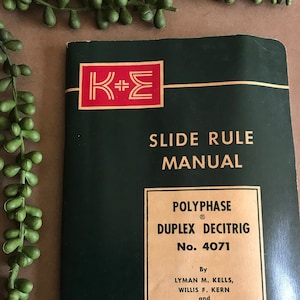 K+E
SLIDE RULE
MANUAL
POLYPHASE
®
DUPLEX DECITRIG
No. 4071
By
LYMAN M. KELLS,
WILLIS F. KERN
and